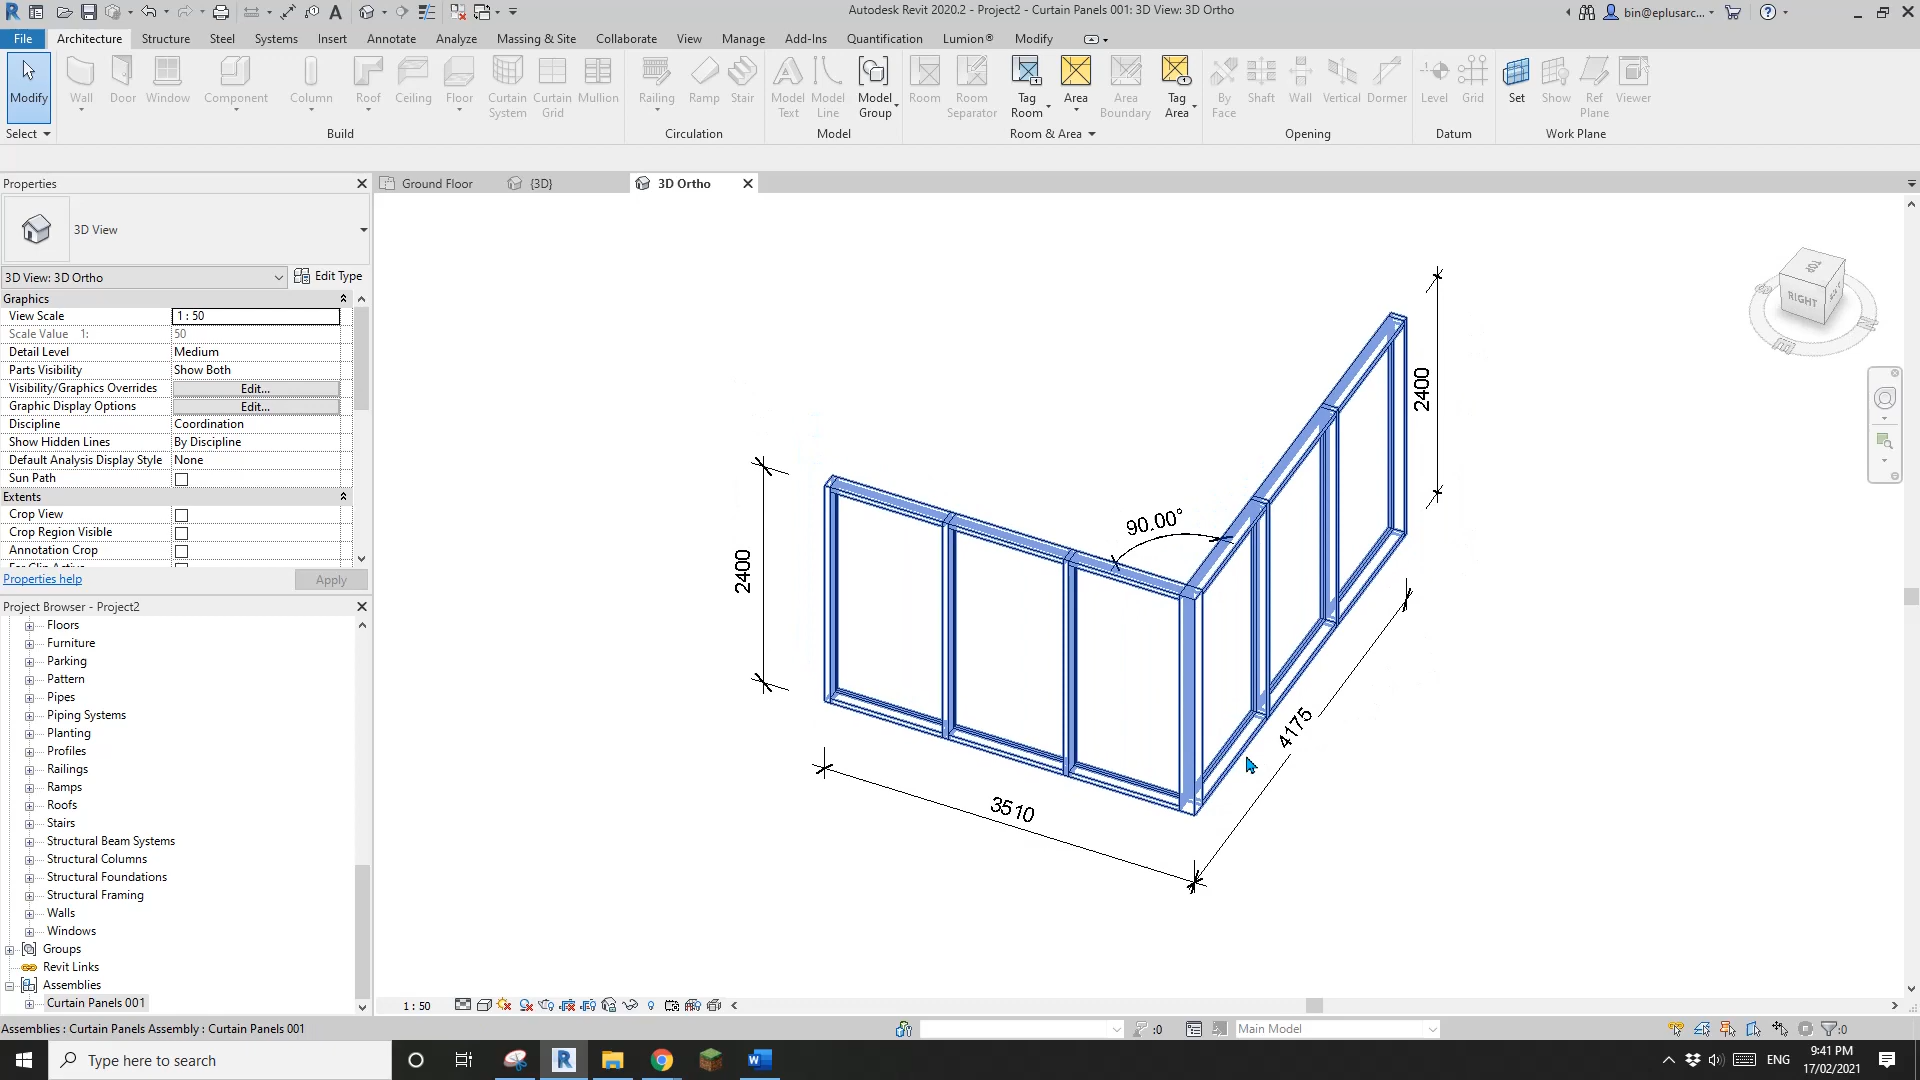 Autodesk Revit 2020.2 - Project2 - Curtain Panels 001: 3D View: 3D Ortho
bin@eplusarc...
File Architecture Structure Steel Systems Insert Annotate Analyze Massing & Site Collaborate View Manage Add-Ins Quantification Lumion® Modify
Modify Wall Door Window Component Column Roof Ceiling Floor Curtain System Curtain Grid Mullion Railing Ramp Stair Model Text Model Line Model Group Room Room Separator Tag Room Area Area Boundary Tag Area By Face Shaft Wall Vertical Dormer Level Grid Set Show Ref Plane Viewer
Select Build Circulation Model Room & Area Opening Datum Work Plane
Properties
Ground Floor {3D} 3D Ortho
3D View
3D View: 3D Ortho Edit Type
Graphics
View Scale 1 : 50
Scale Value 1: 50
Detail Level Medium
Parts Visibility Show Both
Visibility/Graphics Overrides Edit...
Graphic Display Options Edit...
Discipline Coordination
Show Hidden Lines By Discipline
Default Analysis Display Style None
Sun Path
Extents
Crop View
Crop Region Visible
Annotation Crop
Properties help Apply
Project Browser - Project2
Floors
Furniture
Parking
Pattern
Pipes
Piping Systems
Planting
Profiles
Railings
Ramps
Roofs
Stairs
Structural Beam Systems
Structural Columns
Structural Foundations
Structural Framing
Walls
Windows
Groups
Revit Links
Assemblies
Curtain Panels 001
TOP
RIGHT
E
2400
90.00°
2400
4175
3510
1 : 50
Assemblies : Curtain Panels Assembly : Curtain Panels 001
:0
Main Model
:0
Type here to search
ENG
9:41 PM
17/02/2021